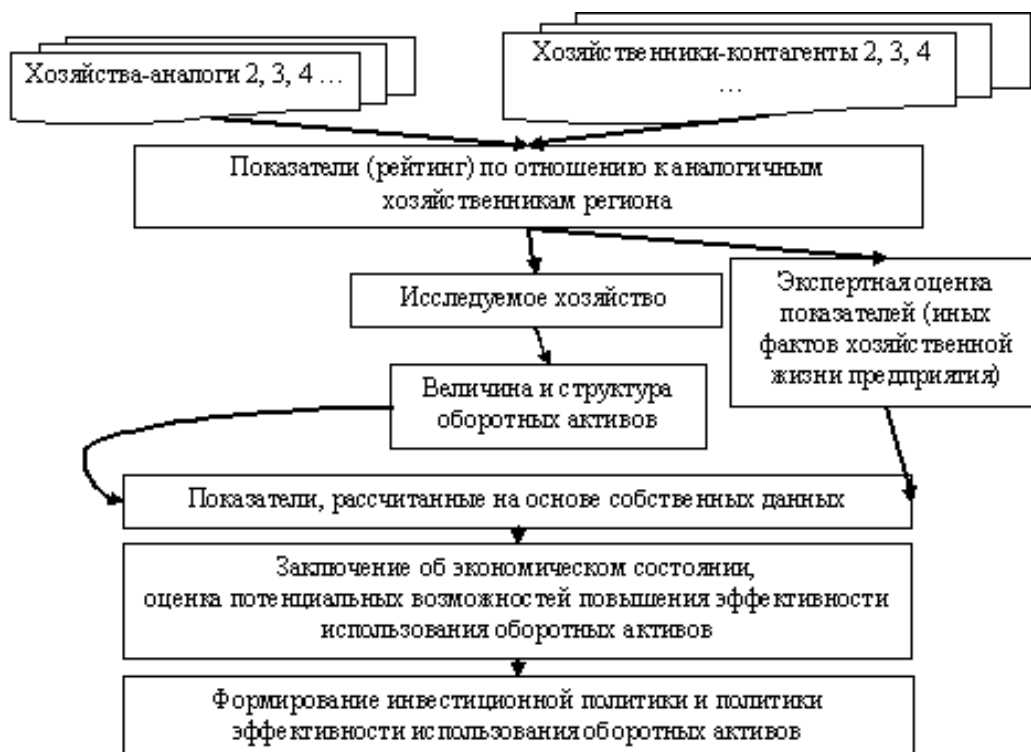 Хозяйства-аналоги 2, 3, 4 ...
Хозяйственники-контагенты 2, 3, 4
...
Показатели (рейтинг) по отношению к аналогичным
хозяйственникам региона
Исследуемое хозяйство
Экспертная оценка
показателей (иных
фактов хозяйственной
жизни предприятия)
Величина и структура
оборотных активов
Показатели, рассчитанные на основе собственных данных
Заключение об экономическом состоянии,
оценка потенциальных возможностей повышения эффективности
использования оборотных активов
Формирование инвестиционной политики и политики
эффективности использования оборотных активов